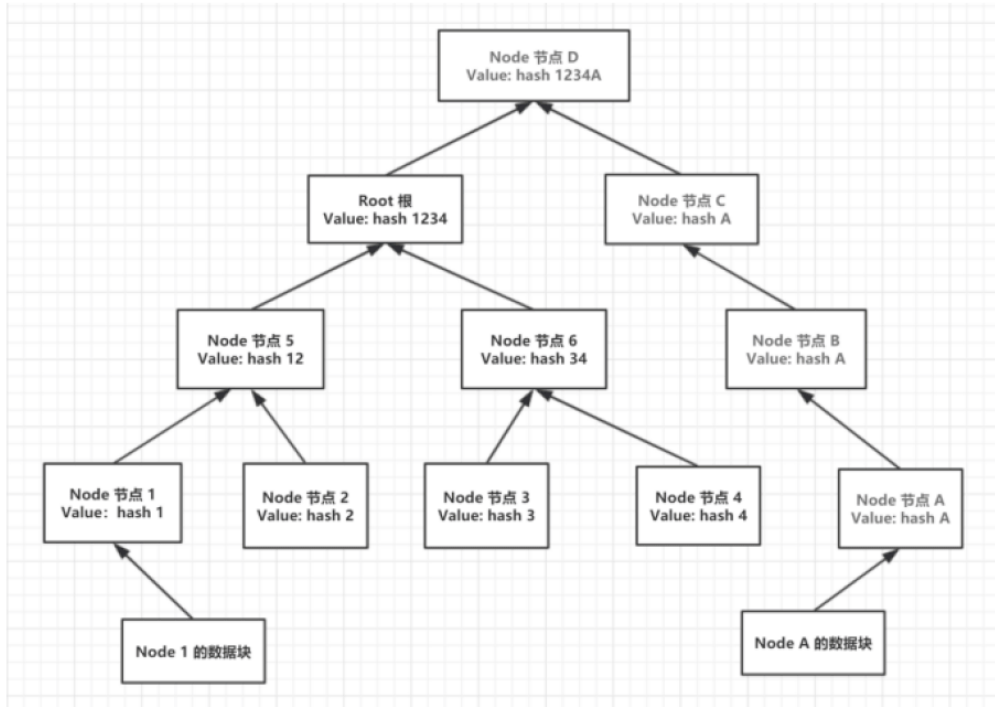 Node 节点 D
Value: hash 1234A
Root 根
Value: hash 1234
Node 节点 C
Value: hash A
Node 节点 5
Value: hash 12
Node 节点 6
Value: hash 34
Node 节点 B
Value: hash A
Node 节点 1
Value：hash 1
Node 节点 2
Value: hash 2
Node 节点 3
Value: hash 3
Node 节点 4
Value: hash 4
Node 节点 A
Value: hash A
Node 1 的数据块
Node A 的数据块